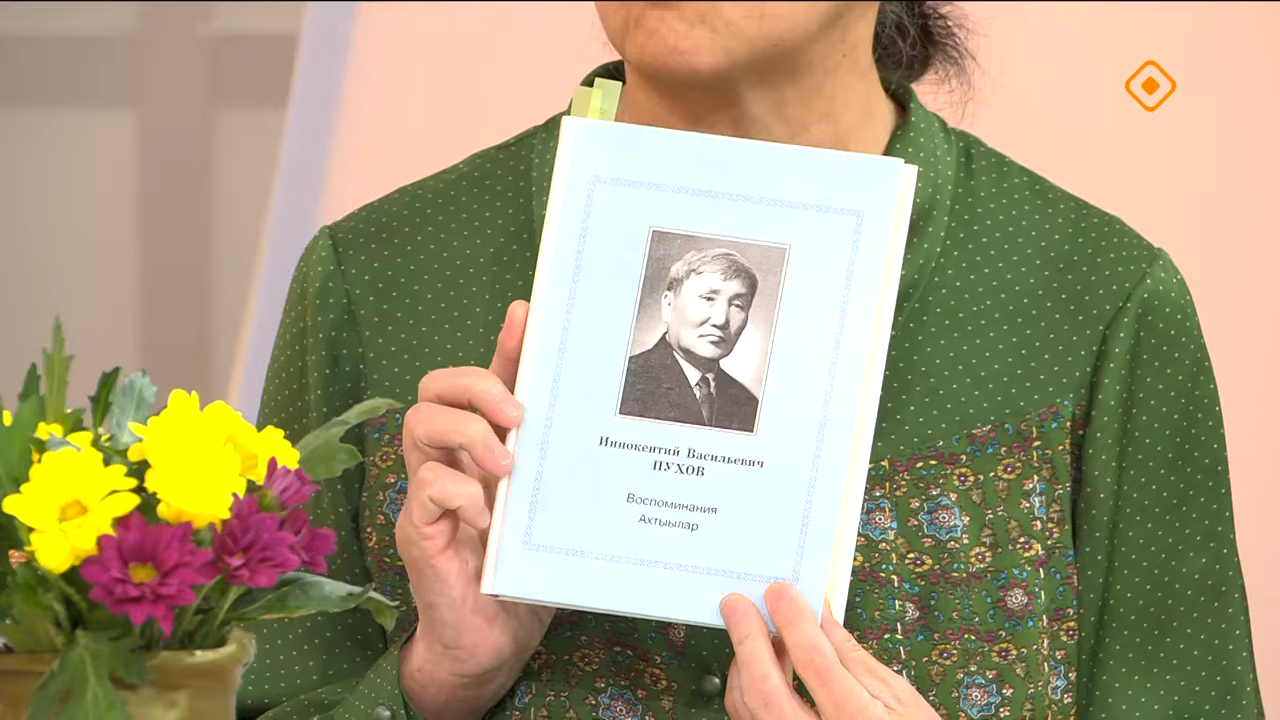 Иннокентий Васильевич
ПУХОВ
Воспоминания
Ахтыылар